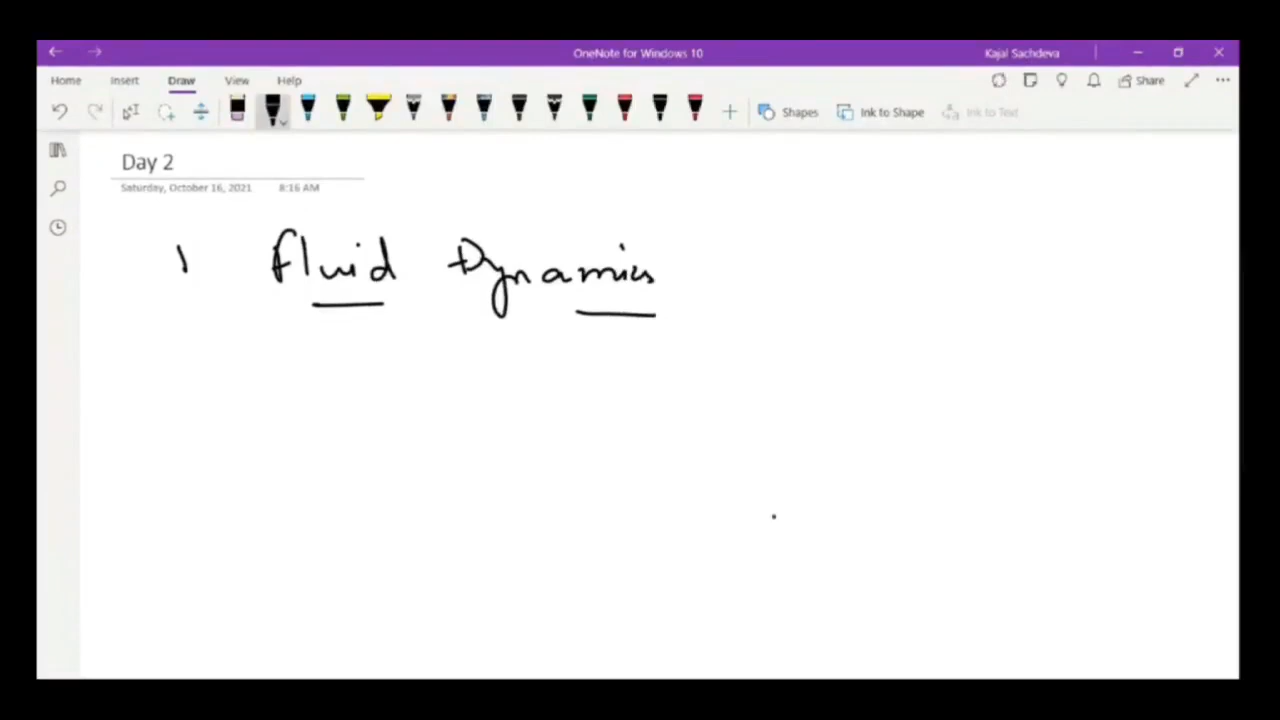 OneNote for Windows 10
Kajal Sachdeva
Home Insert Draw View Help
Share
Shapes Ink to Shape Ink to Text
Day 2
Saturday, October 16, 2021 8:16 AM
1 Fluid Dynamics